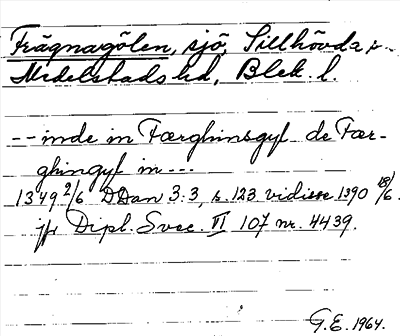 Frägnagölen, sjö, Sillhövda s.
Medelstads hd, Blek. l.
-- inde in Færghinsgyl de Fær-
ghingyl in ---
1349 2/6 DDan 3:3, s. 123 vidisse 1390 18/6.
jfr Dipl. Svec. VI 107 nr. 4439.
G.E. 1964.